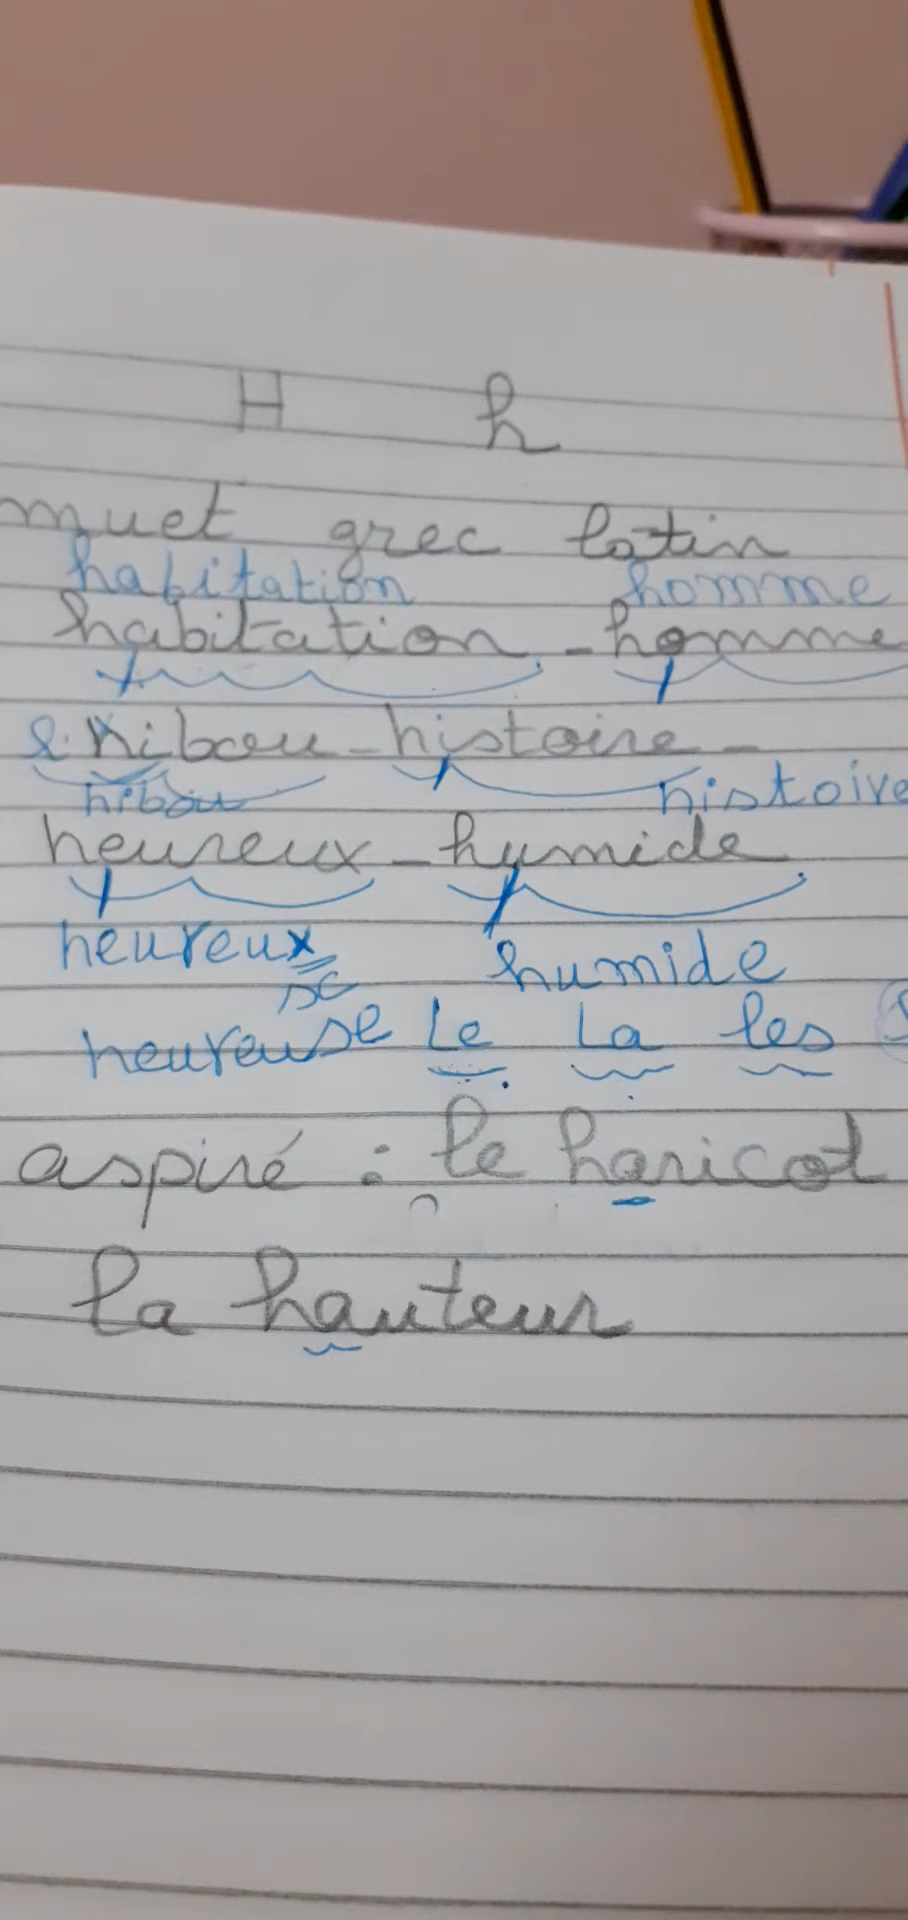 H h
muet grec latin
habitation homme
habitation - homme
hibou - histoire -
hibou histoire
heureux - humide
heureux humide
heureuse Le La les
aspiré : le haricot
la hauteur